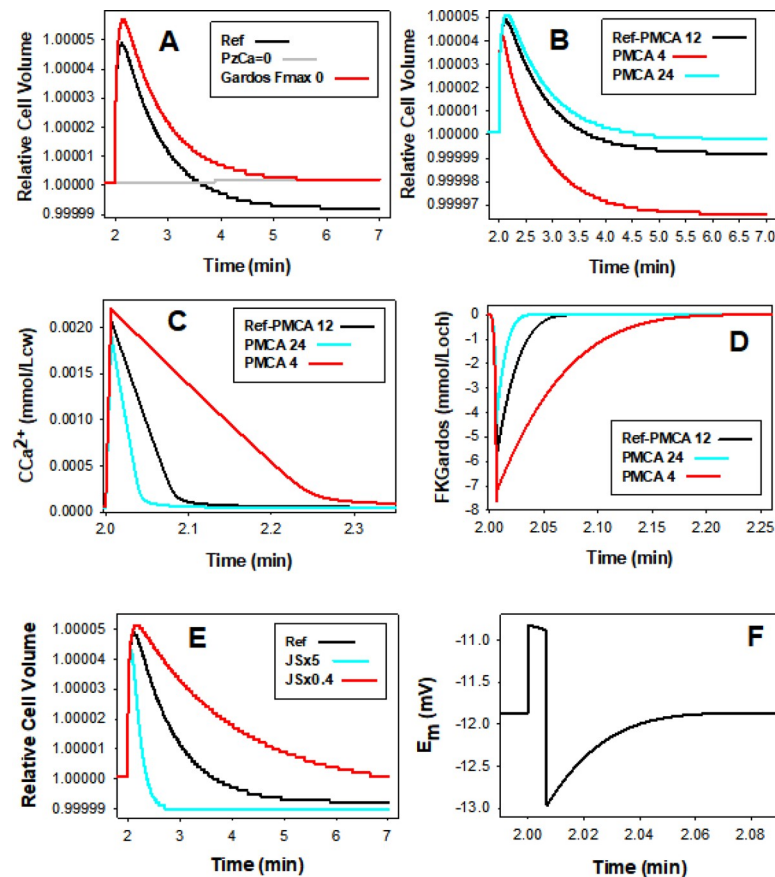 A
Ref
PzCa=0
Gardos Fmax 0
Relative Cell Volume
1.00005
1.00004
1.00003
1.00002
1.00001
1.00000
0.99999
2 3 4 5 6 7
Time (min)
B
Ref-PMCA 12
PMCA 4
PMCA 24
Relative Cell Volume
1.00005
1.00004
1.00003
1.00002
1.00001
1.00000
0.99999
0.99998
0.99997
2.0 2.5 3.0 3.5 4.0 4.5 5.0 5.5 6.0 6.5 7.0
Time (min)
C
Ref-PMCA 12
PMCA 24
PMCA 4
CCa2+ (mmol/Lcw)
0.0020
0.0015
0.0010
0.0005
0.0000
2.0 2.1 2.2 2.3
Time (min)
D
Ref-PMCA 12
PMCA 24
PMCA 4
FKGardos (mmol/Loch)
0
-1
-2
-3
-4
-5
-6
-7
-8
2.00 2.05 2.10 2.15 2.20 2.25
Time (min)
E
Ref
JSx5
JSx0.4
Relative Cell Volume
1.00005
1.00004
1.00003
1.00002
1.00001
1.00000
0.99999
2 3 4 5 6 7
Time (min)
F
Em (mV)
-11.0
-11.5
-12.0
-12.5
-13.0
2.00 2.02 2.04 2.06 2.08
Time (min)